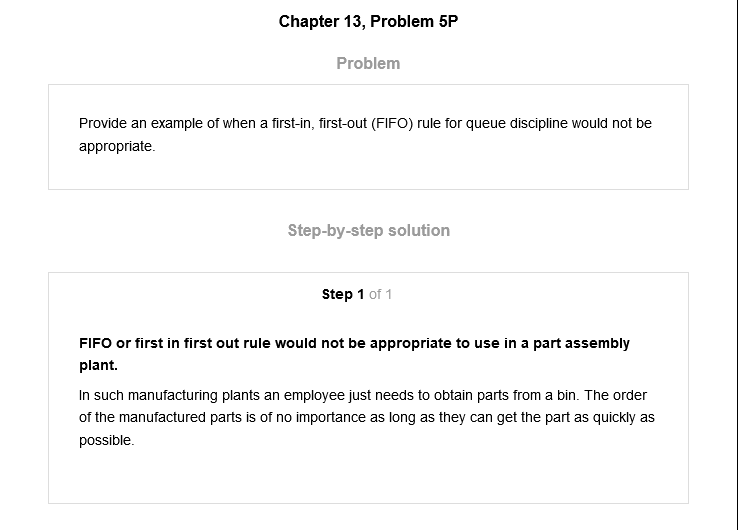 Chapter 13, Problem 5P
Problem
Provide an example of when a first-in, first-out (FIFO) rule for queue discipline would not be
appropriate.
Step-by-step solution
Step 1 of 1
FIFO or first in first out rule would not be appropriate to use in a part assembly
plant.
In such manufacturing plants an employee just needs to obtain parts from a bin. The order
of the manufactured parts is of no importance as long as they can get the part as quickly as
possible.